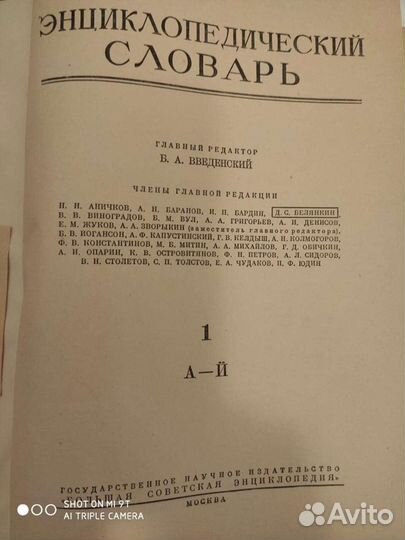 ЭНЦИКЛОПЕДИЧЕСКИЙ
СЛОВАРЬ
ГЛАВНЫЙ РЕДАКТОР
Б. А. ВВЕДЕНСКИЙ
ЧЛЕНЫ ГЛАВНОЙ РЕДАКЦИИ
Н. Н. АНИЧКОВ, А. Н. БАРАНОВ, И. П. БАРДИН, Д. С. БЕЛЯНКИН,
В. В. ВИНОГРАДОВ, Б. М. ВУЛ, А. А. ГРИГОРЬЕВ, А. И. ДЕНИСОВ,
Е. М. ЖУКОВ, А. А. ЗВОРЫКИН (заместитель главного редактора),
Б. В. ИОГАНСОН, А. Ф. КАПУСТИНСКИЙ, Г. В. КЕЛДЫШ, А. Н. КОЛМОГОРОВ,
Ф. В. КОНСТАНТИНОВ, М. Б. МИТИН, А. А. МИХАЙЛОВ, Г. Д. ОБИЧКИН,
А. И. ОПАРИН, К. В. ОСТРОВИТЯНОВ, Ф. Н. ПЕТРОВ, А. Л. СИДОРОВ,
В. Н. СТОЛЕТОВ, С. П. ТОЛСТОВ, Е. А. ЧУДАКОВ, П. Ф. ЮДИН
1
А—Й
ГОСУДАРСТВЕННОЕ НАУЧНОЕ ИЗДАТЕЛЬСТВО
«БОЛЬШАЯ СОВЕТСКАЯ ЭНЦИКЛОПЕДИЯ»
МОСКВА
SHOT ON MI 9T
AI TRIPLE CAMERA
Avito